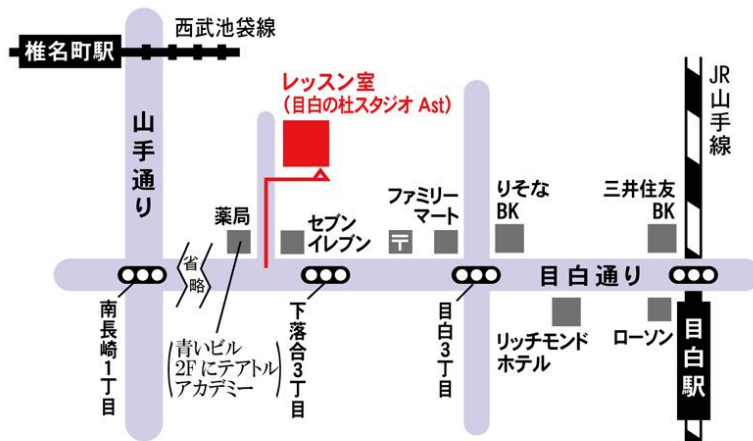 西武池袋線
椎名町駅
レッスン室
(目白の杜スタジオ Ast)
JR山手線
山手通り
薬局
セブン
イレブン
〒
ファミリー
マート
りそな
BK
三井住友
BK
省略
目白通り
南長崎1丁目
(青いビル
2Fにテアトル
アカデミー)
下落合3丁目
目白3丁目
リッチモンド
ホテル
ローソン
目白駅